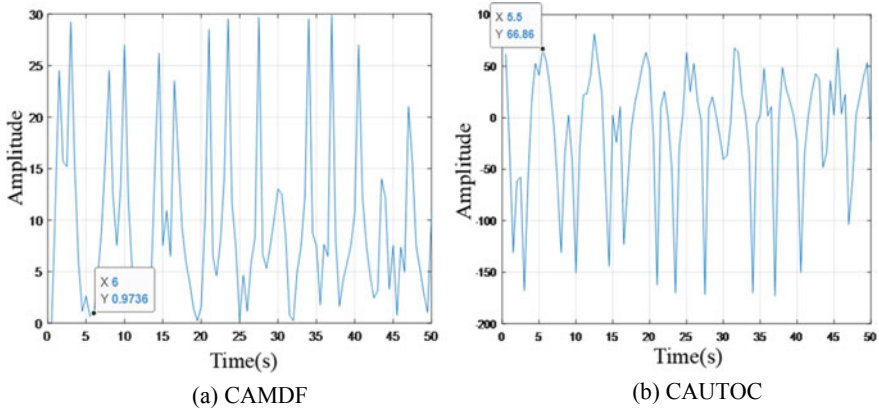 30
25
20
15
10
5
0
Amplitude
X 6
Y 0.9736
0 5 10 15 20 25 30 35 40 45 50
Time(s)
(a) CAMDF
X 5.5
Y 66.86
100
50
0
-50
-100
-150
-200
Amplitude
0 5 10 15 20 25 30 35 40 45 50
Time(s)
(b) CAUTOC